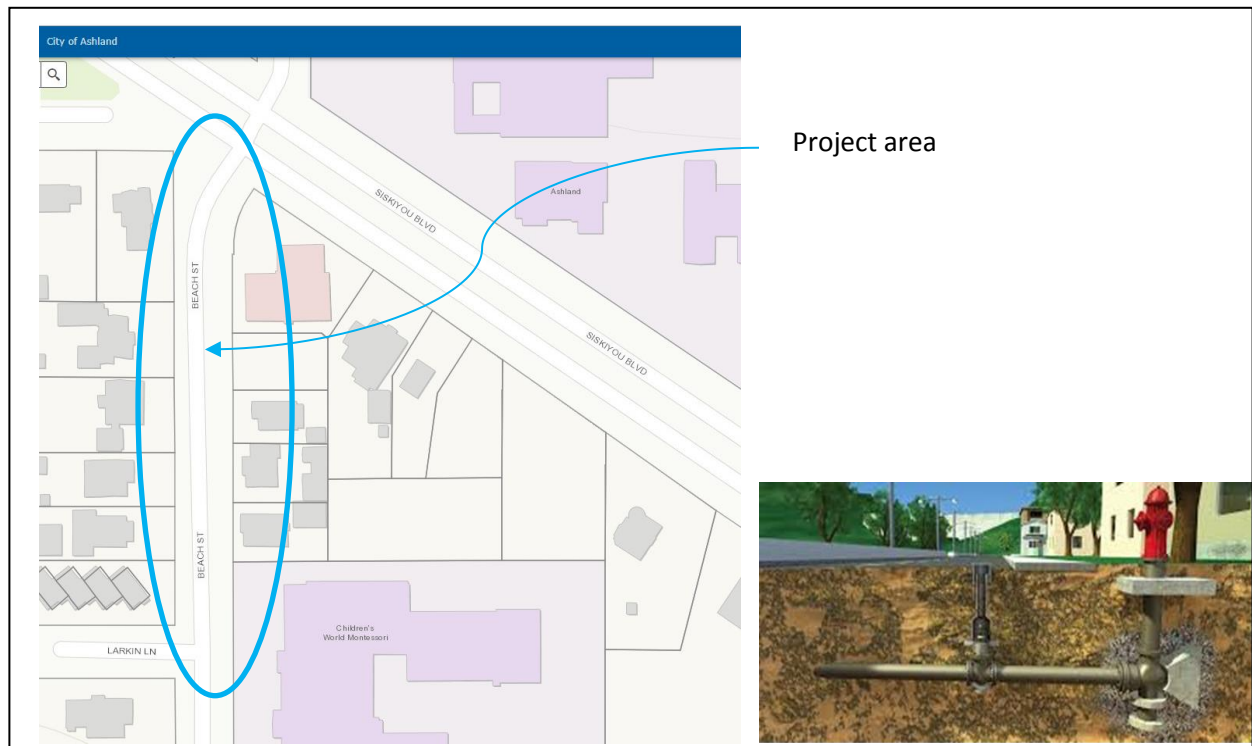 City of Ashland
Project area
Ashland
SISKIYOU BLVD
BEACH ST
SISKIYOU BLVD
BEACH ST
Children's
World Montessori
LARKIN LN